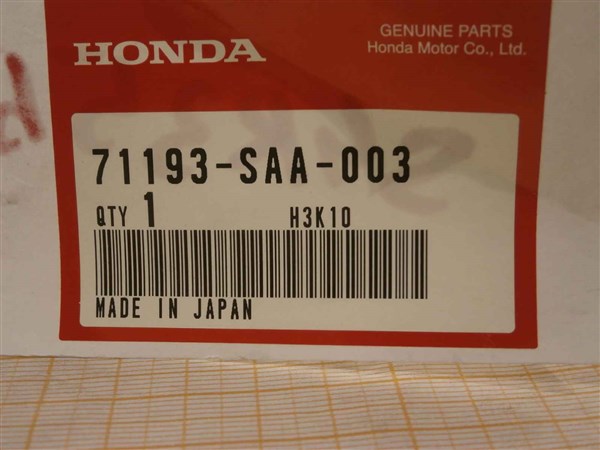 HONDA
GENUINE PARTS
Honda Motor Co., Ltd.
71193-SAA-003
QTY 1 H3K10
MADE IN JAPAN